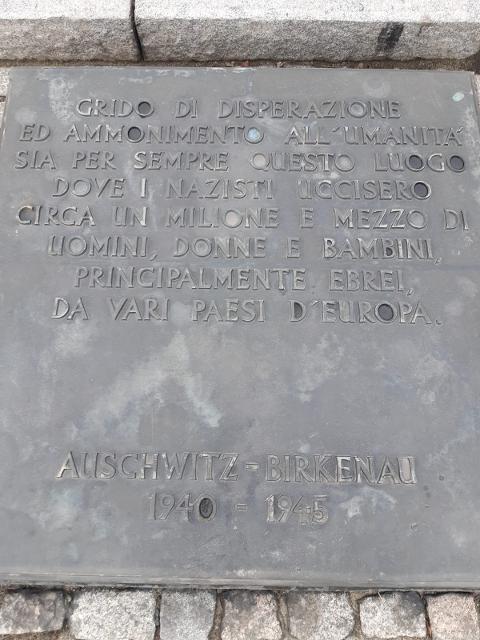 GRIDO DI DISPERAZIONE
ED AMMONIMENTO ALL'UMANITÁ
SIA PER SEMPRE QUESTO LUOGO
DOVE I NAZISTI UCCISERO
CIRCA UN MILIONE E MEZZO DI
UOMINI, DONNE E BAMBINI,
PRINCIPALMENTE EBREI,
DA VARI PAESI D'EUROPA.
AUSCHWITZ - BIRKENAU
1940 - 1945